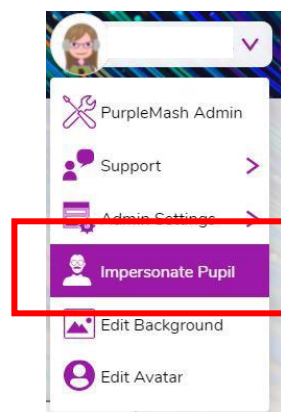 PurpleMash Admin
Support
Admin Settings
Impersonate Pupil
Edit Background
Edit Avatar